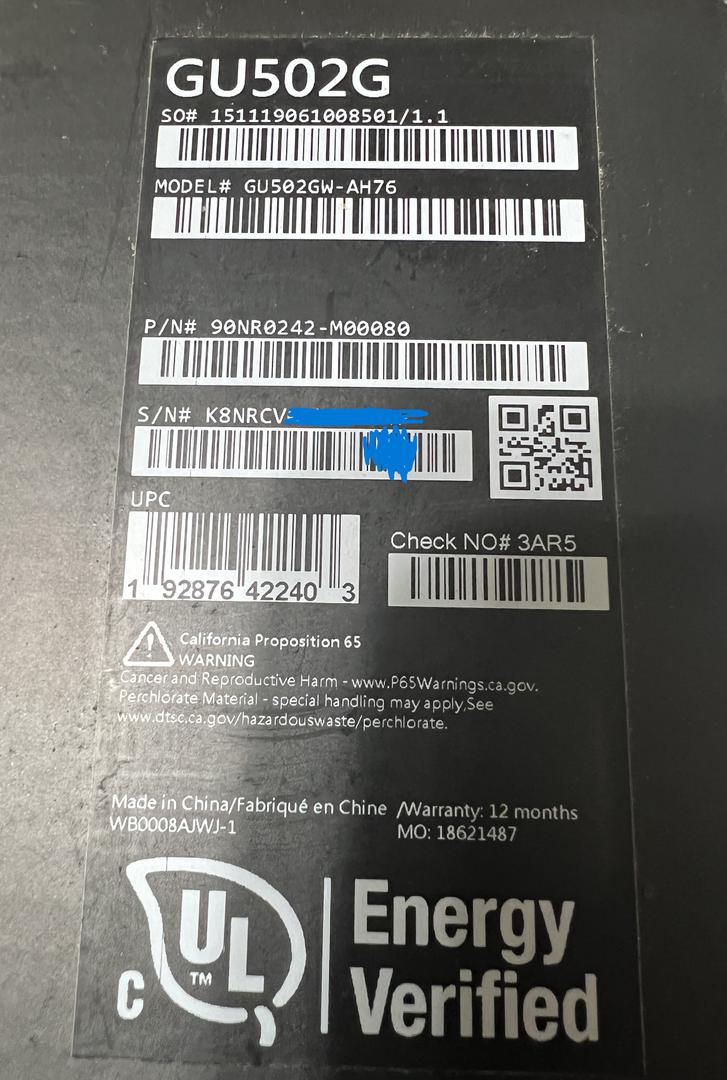 GU502G
SO# 151119061008501/1.1
MODEL# GU502GW-AH76
P/N# 90NR0242-M00080
S/N# K8NRCV
UPC
1 92876 42240 3
Check NO# 3AR5
California Proposition 65
WARNING
Cancer and Reproductive Harm - www.P65Warnings.ca.gov.
Perchlorate Material - special handling may apply,See
www.dtsc.ca.gov/hazardouswaste/perchlorate.
Made in China/Fabriqué en Chine /Warranty: 12 months
WB0008AJWJ-1 MO: 18621487
C UL TM
Energy
Verified